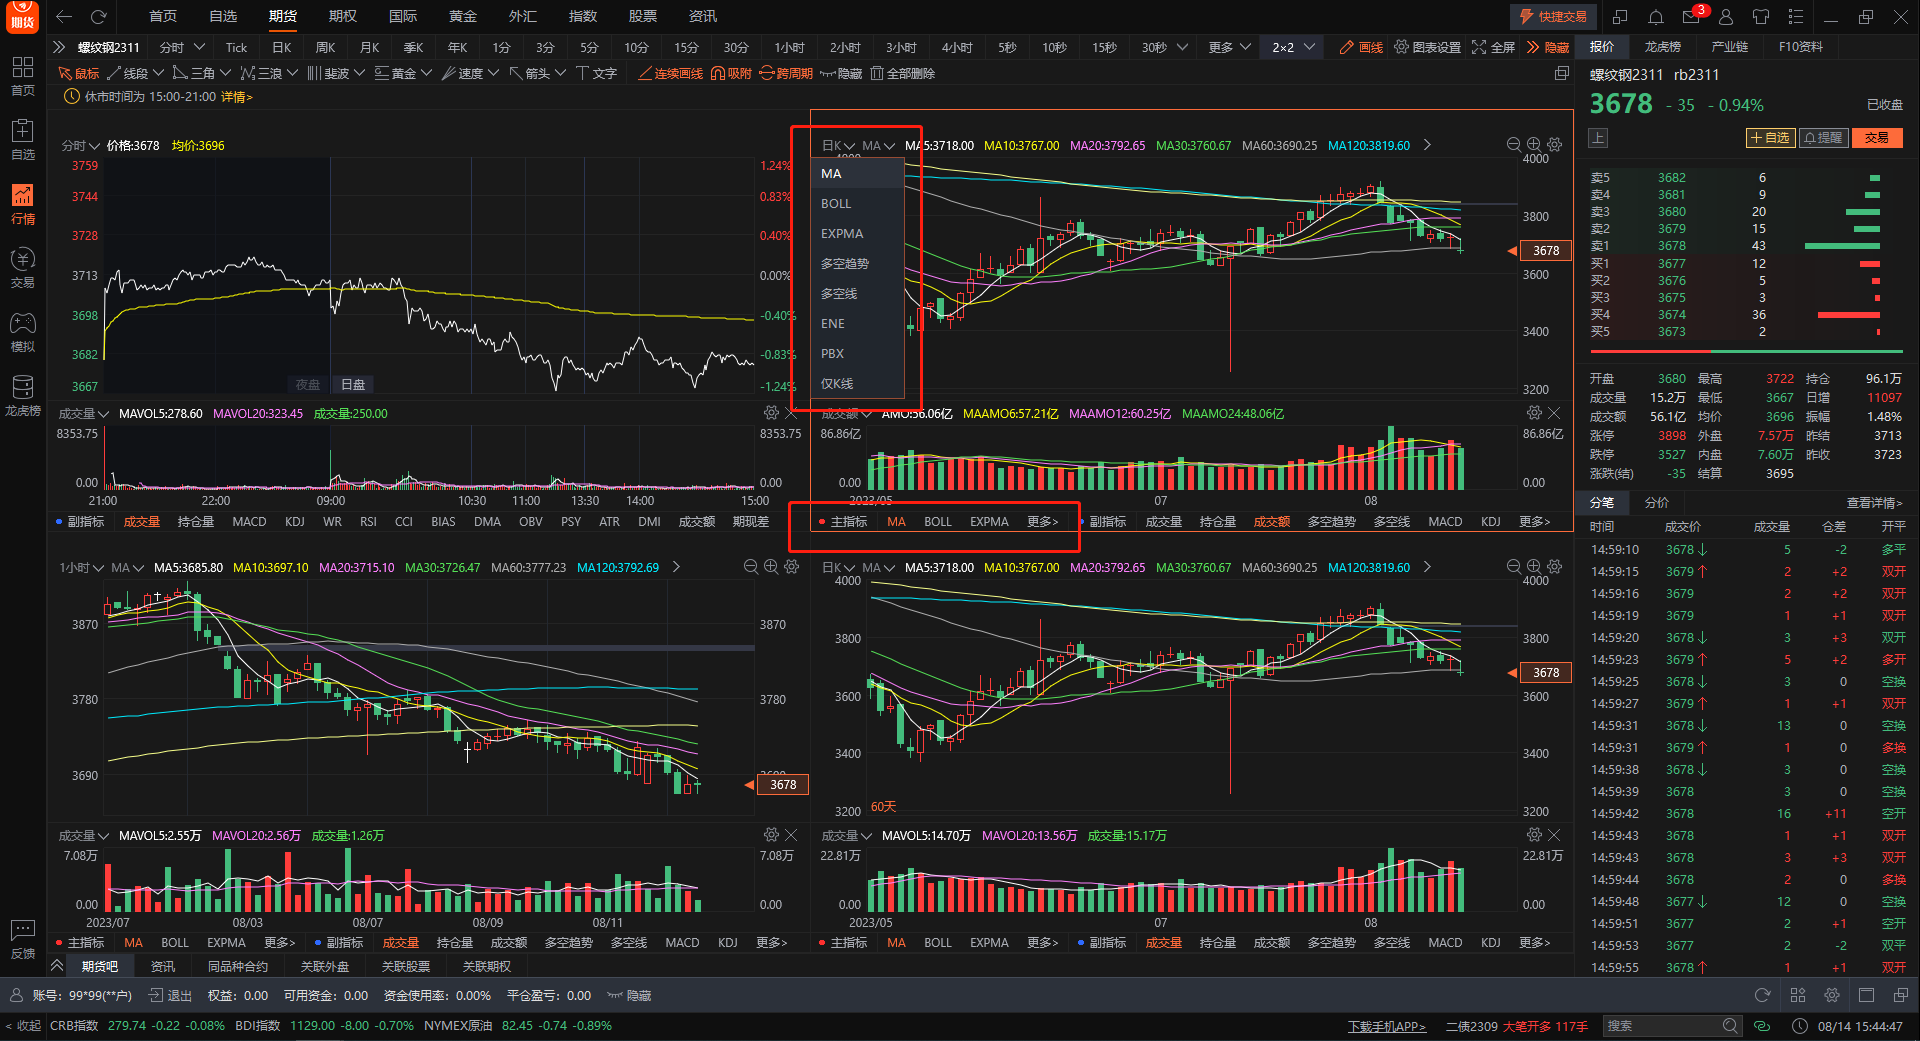 期货 首页 自选 期货 期权 国际 黄金 外汇 指数 股票 资讯 快捷交易 3
螺纹钢2311 分时 Tick 日K 周K 月K 季K 年K 1分 3分 5分 10分 15分 30分 1小时 2小时 3小时 4小时 5秒 10秒 15秒 30秒 更多 2×2 画线 图表设置 全屏 隐藏 报价 龙虎榜 产业链 F10资料
鼠标 线段 三角 三浪 斐波 黄金 速度 箭头 文字 连续画线 吸附 跨周期 隐藏 全部删除
休市时间为 15:00-21:00 详情>
首页
自选
行情
交易
模拟
龙虎榜
反馈
分时 价格:3678 均价:3696
3759 1.24%
3744 0.83%
3728 0.40%
3713 0.00%
3698 -0.40%
3682 -0.83%
3667 -1.24%
夜盘 日盘
成交量 MAVOL5:278.60 MAVOL20:323.45 成交量:250.00
8353.75 8353.75
0.00 0.00
21:00 22:00 09:00 10:30 11:00 13:30 14:00 15:00
副指标 成交量 持仓量 MACD KDJ WR RSI CCI BIAS DMA OBV PSY ATR DMI 成交额 期现差
日K MA MA5:3718.00 MA10:3767.00 MA20:3792.65 MA30:3760.67 MA60:3690.25 MA120:3819.60
4000 4000
MA
BOLL
EXPMA
多空趋势
多空线
ENE
PBX
仅K线
3800
3678
3600
3400
3200
成交额 AMO:56.06亿 MAAMO6:57.21亿 MAAMO12:60.25亿 MAAMO24:48.06亿
86.86亿 86.86亿
0.00 0.00
2023/05 07 08
主指标 MA BOLL EXPMA 更多> 副指标 成交量 持仓量 成交额 多空趋势 多空线 MACD KDJ 更多>
1小时 MA MA5:3685.80 MA10:3697.10 MA20:3715.10 MA30:3726.47 MA60:3777.23 MA120:3792.69
3870 3870
3780 3780
3690 3690
3678
成交量 MAVOL5:2.55万 MAVOL20:2.56万 成交量:1.26万
7.08万 7.08万
0.00 0.00
2023/07 08/03 08/07 08/09 08/11
主指标 MA BOLL EXPMA 更多> 副指标 成交量 持仓量 成交额 多空趋势 多空线 MACD KDJ 更多>
日K MA MA5:3718.00 MA10:3767.00 MA20:3792.65 MA30:3760.67 MA60:3690.25 MA120:3819.60
4000 4000
3800 3800
3678
3600 3600
3400 3400
60天
3200 3200
成交量 MAVOL5:14.70万 MAVOL20:13.56万 成交量:15.17万
22.81万 22.81万
0.00 0.00
2023/05 07 08
主指标 MA BOLL EXPMA 更多> 副指标 成交量 持仓量 成交额 多空趋势 多空线 MACD KDJ 更多>
螺纹钢2311 rb2311
3678 - 35 - 0.94% 已收盘
上 +自选 提醒 交易
卖5 3682 6
卖4 3681 9
卖3 3680 20
卖2 3679 15
卖1 3678 43
买1 3677 12
买2 3676 5
买3 3675 3
买4 3674 36
买5 3673 2
开盘 3680 最高 3722 持仓 96.1万
成交量 15.2万 最低 3667 日增 11097
成交额 56.1亿 均价 3696 振幅 1.48%
涨停 3898 外盘 7.57万 昨结 3713
跌停 3527 内盘 7.60万 昨收 3723
涨跌(结) -35 结算 3695
分笔 分价 查看详情>
时间 成交价 成交量 仓差 开平
14:59:10 3678↓ 5 -2 多平
14:59:15 3679↑ 2 +2 双开
14:59:16 3679 2 +2 双开
14:59:19 3679 1 +1 双开
14:59:20 3678↓ 3 +3 双开
14:59:23 3679↑ 5 +2 多开
14:59:25 3678↓ 3 0 空换
14:59:27 3679↑ 1 +1 双开
14:59:31 3678↓ 13 0 空换
14:59:31 3679↑ 1 0 多换
14:59:38 3678↓ 3 0 空换
14:59:39 3678 3 0 空换
14:59:42 3678 16 +11 空开
14:59:43 3678 1 +1 双开
14:59:43 3678 3 +3 双开
14:59:44 3678 2 0 多换
14:59:48 3677↓ 12 0 空换
14:59:51 3677 2 +1 空开
14:59:53 3677 2 -2 双平
14:59:55 3678↑ 1 +1 双开
期货吧 资讯 同品种合约 关联外盘 关联股票 关联期权
账号: 99*99(**户) 退出 权益: 0.00 可用资金: 0.00 资金使用率: 0.00% 平仓盈亏: 0.00 隐藏
< 收起 CRB指数 279.74 -0.22 -0.08% BDI指数 1129.00 -8.00 -0.70% NYMEX原油 82.45 -0.74 -0.89% 下载手机APP> 二债2309 大笔开多 117手 搜索 08/14 15:44:47